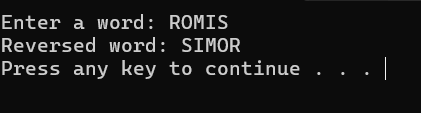 Enter a word: ROMIS
Reversed word: SIMOR
Press any key to continue . . .